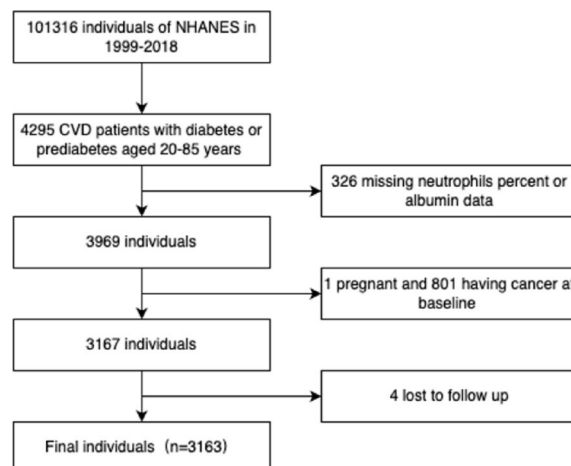 101316 individuals of NHANES in
1999-2018
4295 CVD patients with diabetes or
prediabetes aged 20-85 years
326 missing neutrophils percent or
albumin data
3969 individuals
1 pregnant and 801 having cancer at
baseline
3167 individuals
4 lost to follow up
Final individuals（n=3163)